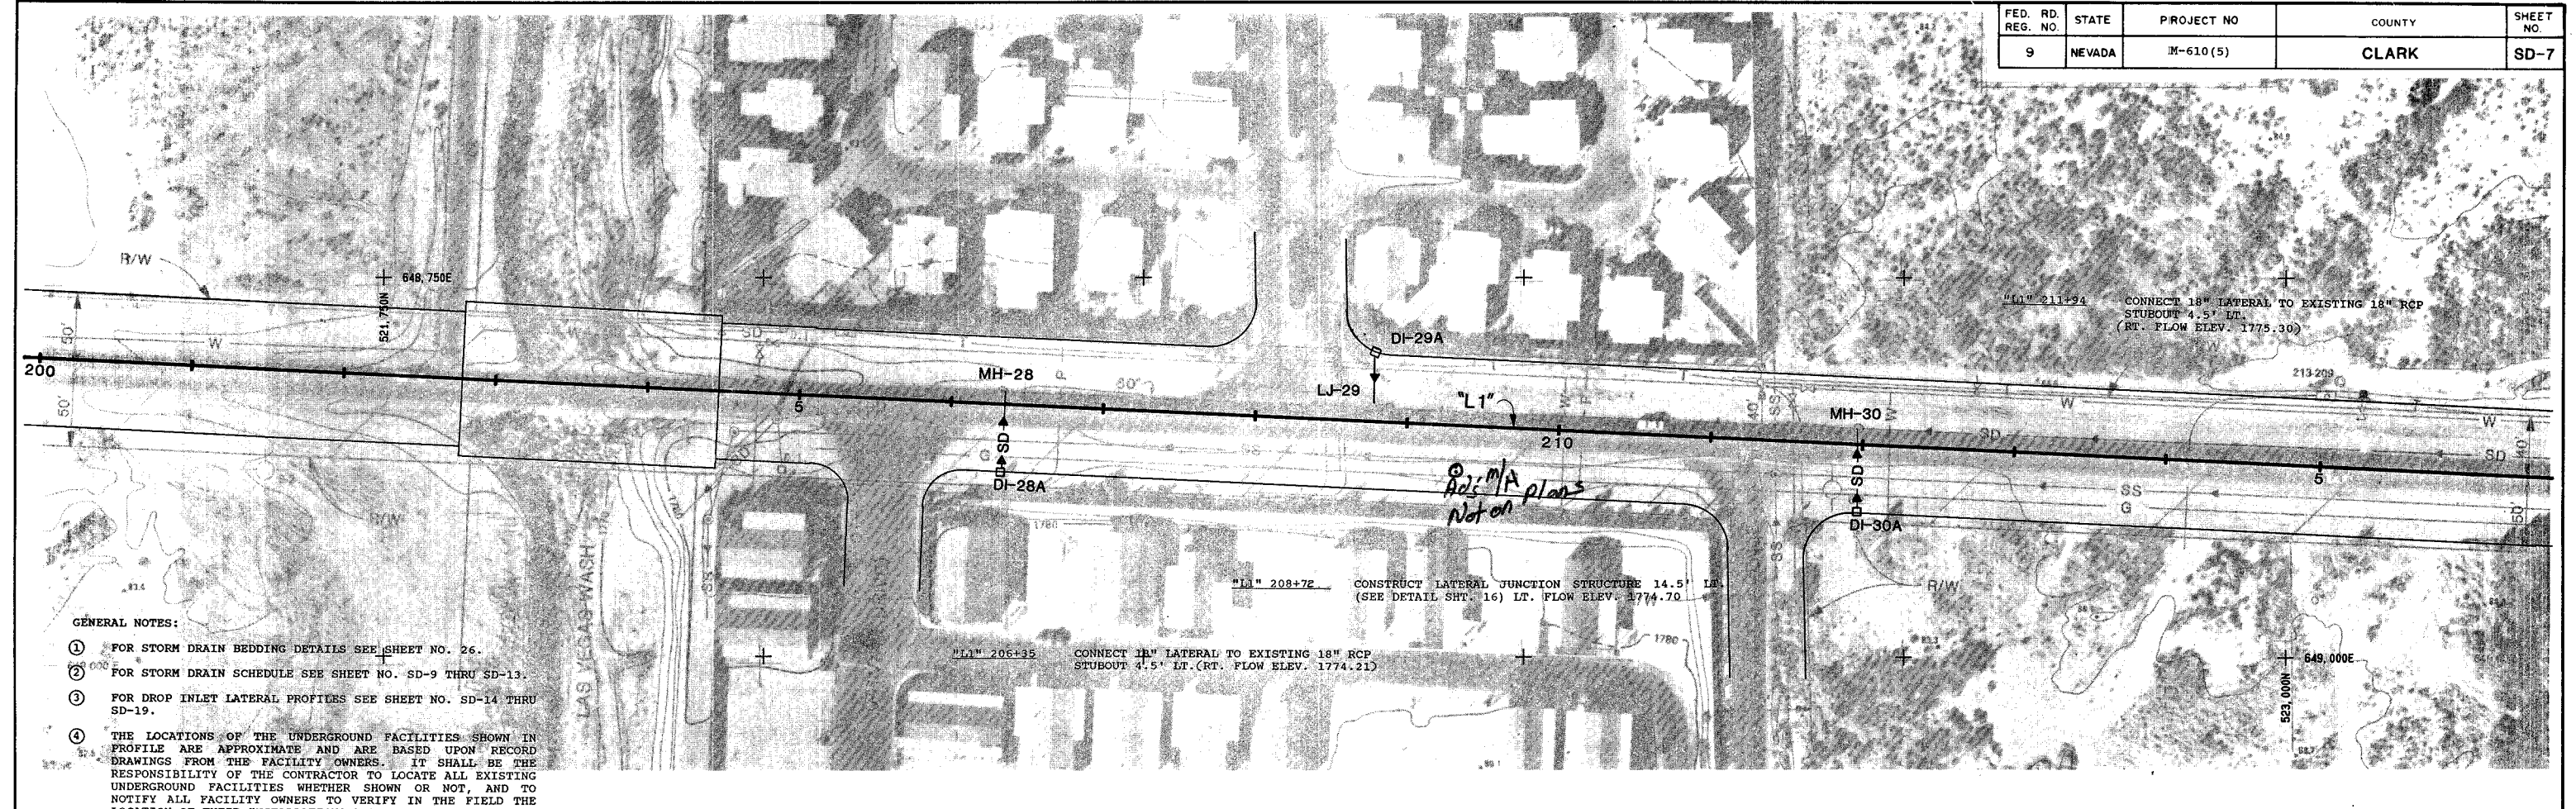 FED. RD. REG. NO. STATE PROJECT NO COUNTY SHEET NO.
9 NEVADA M-610(5) CLARK SD-7
R/W
648,750E
521,750N
"L1" 211+94 CONNECT 18" LATERAL TO EXISTING 18" RCP
STUBOUT 4.5' LT.
(RT. FLOW ELEV. 1775.30)
50'
W
SD
DI-29A
200
MH-28
LJ-29
"L1"
213 209
50'
5
210
MH-30
W
40'
SD
G
SS
DI-28A
Adj m/H
Not on plans
SD
SS
G
5
50'
DI-30A
R/W
1780
LAS VEGAS WASH
SS
"L1" 208+72 CONSTRUCT LATERAL JUNCTION STRUCTURE 14.5' LT.
(SEE DETAIL SHT. 16) LT. FLOW ELEV. 1774.70
R/W
1780
"L1" 206+35 CONNECT 18" LATERAL TO EXISTING 18" RCP
STUBOUT 4.5' LT.(RT. FLOW ELEV. 1774.21)
649,000E
523,000N
GENERAL NOTES:
① FOR STORM DRAIN BEDDING DETAILS SEE SHEET NO. 26.
② FOR STORM DRAIN SCHEDULE SEE SHEET NO. SD-9 THRU SD-13.
③ FOR DROP INLET LATERAL PROFILES SEE SHEET NO. SD-14 THRU
SD-19.
④ THE LOCATIONS OF THE UNDERGROUND FACILITIES SHOWN IN
PROFILE ARE APPROXIMATE AND ARE BASED UPON RECORD
DRAWINGS FROM THE FACILITY OWNERS. IT SHALL BE THE
RESPONSIBILITY OF THE CONTRACTOR TO LOCATE ALL EXISTING
UNDERGROUND FACILITIES WHETHER SHOWN OR NOT, AND TO
NOTIFY ALL FACILITY OWNERS TO VERIFY IN THE FIELD THE